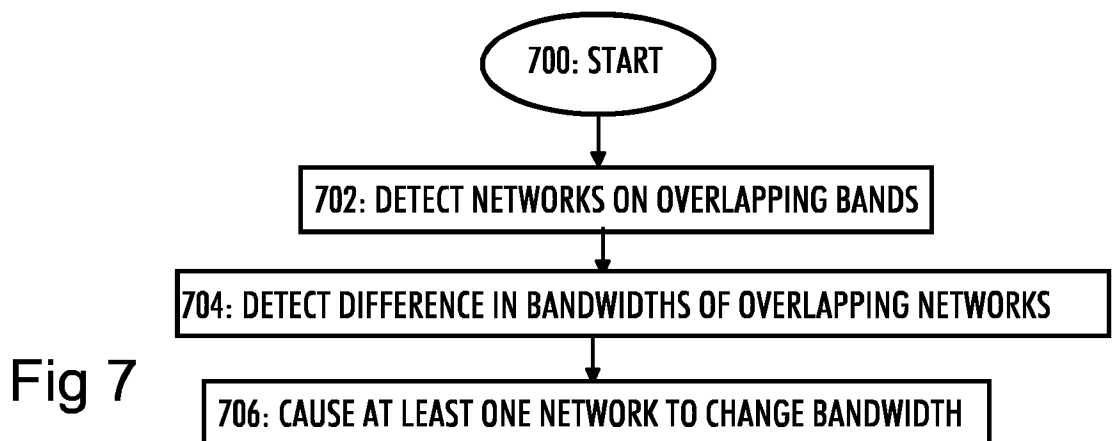 700: START
702: DETECT NETWORKS ON OVERLAPPING BANDS
704: DETECT DIFFERENCE IN BANDWIDTHS OF OVERLAPPING NETWORKS
706: CAUSE AT LEAST ONE NETWORK TO CHANGE BANDWIDTH
Fig 7